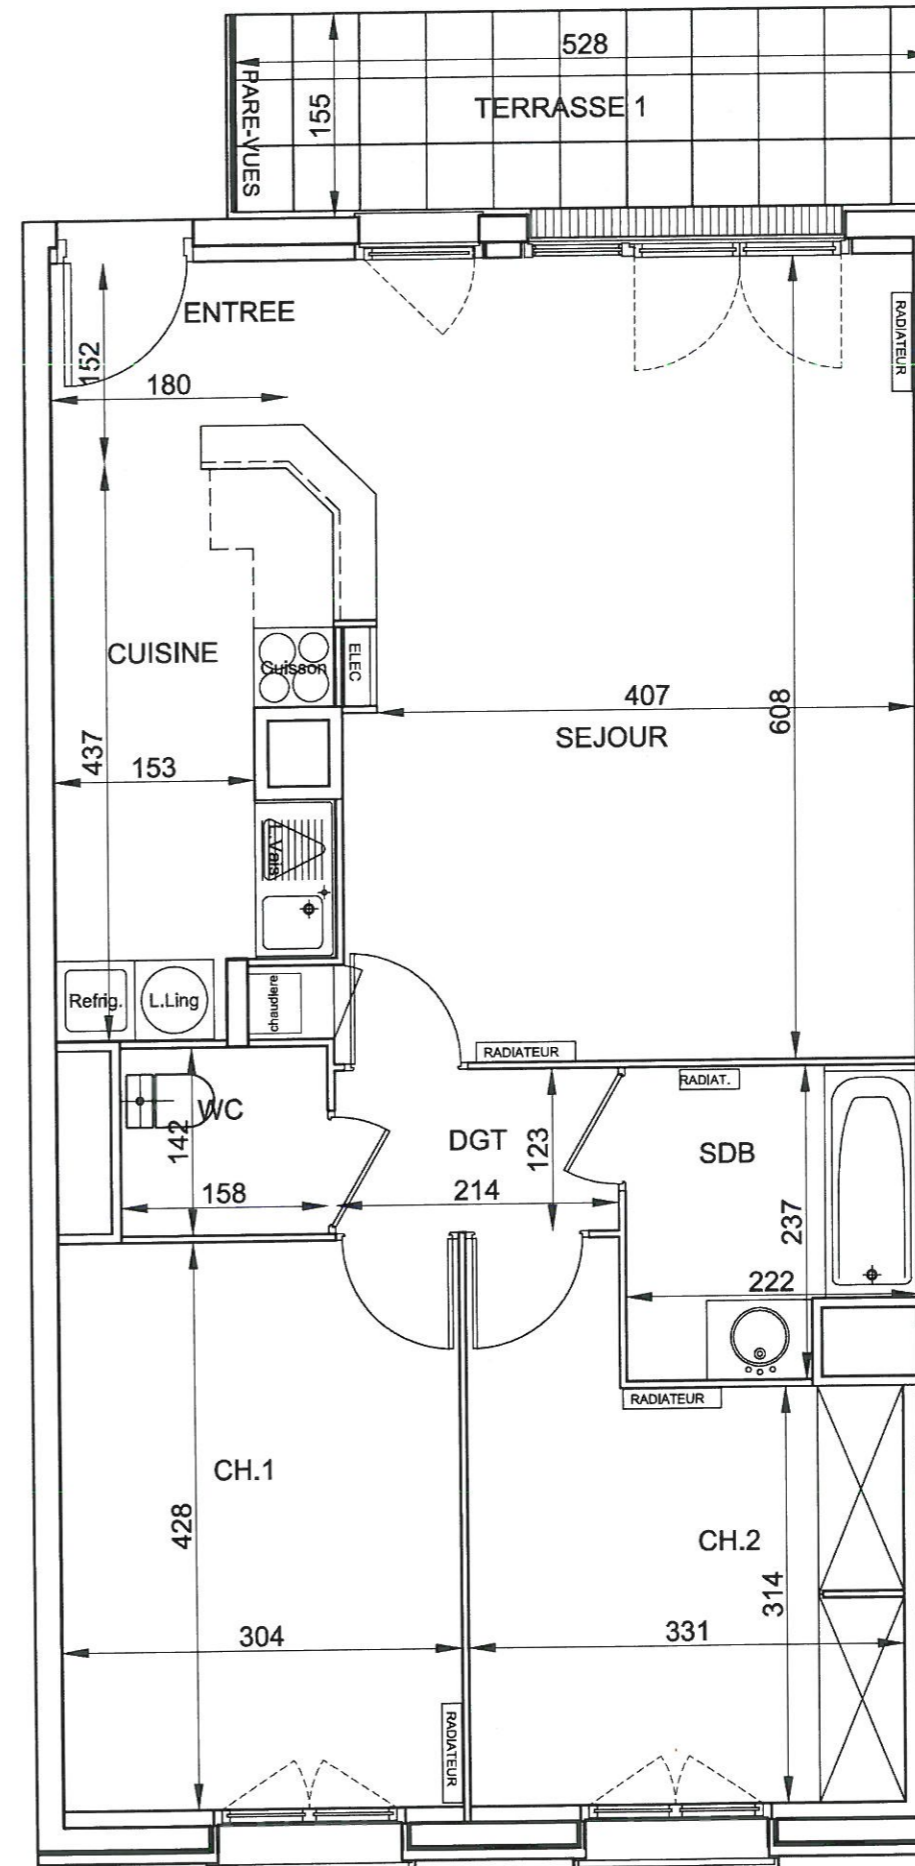 528
PARE-VUES
155
TERRASSE 1
ENTREE
152
180
RADIATEUR
CUISINE
Cuisson
ELEC
407
608
SEJOUR
437
153
L.Vais
Refrig.
L.Ling
chaudiere
RADIATEUR
RADIAT.
WC
142
DGT
123
SDB
158
214
237
222
RADIATEUR
CH.1
428
CH.2
314
304
331
RADIATEUR